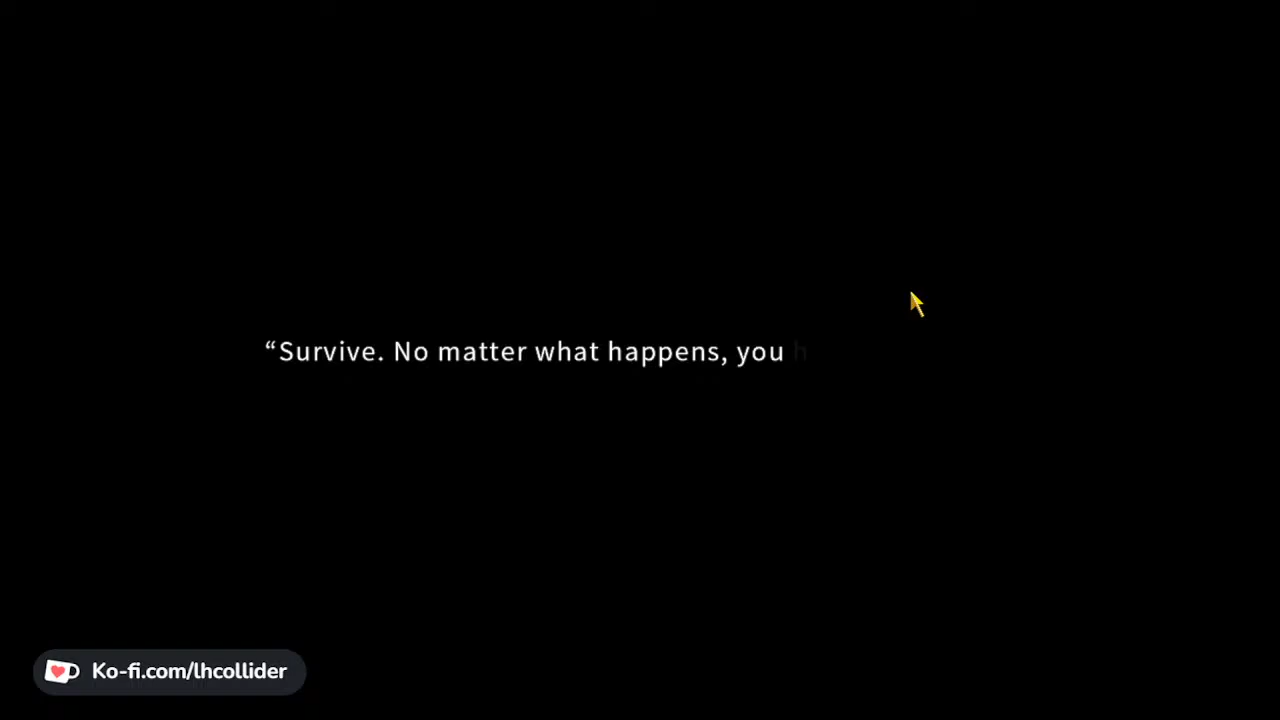 “Survive. No matter what happens, you h
Ko-fi.com/lhcollider